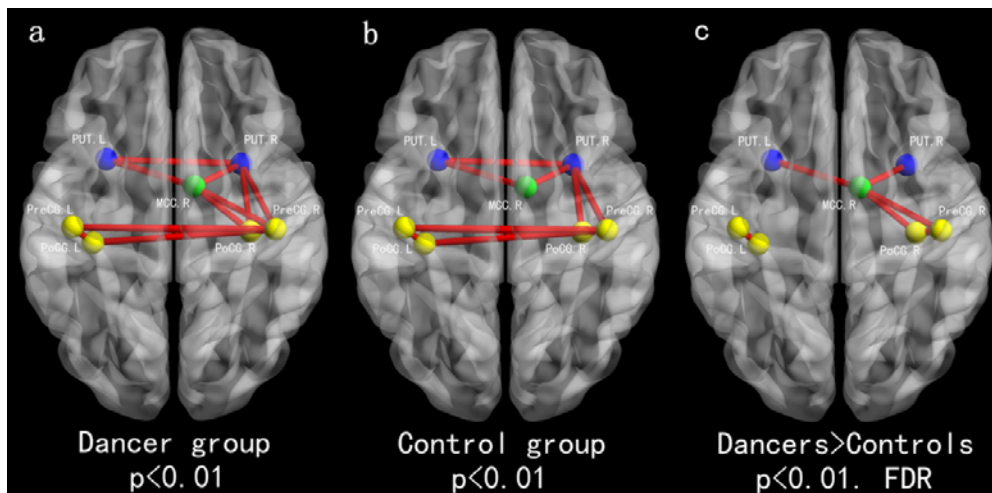 a
PUT.L
PUT.R
MCC.R
PreCG.L
PreCG.R
PoCG.L
PoCG.R
Dancer group
p<0.01
b
PUT.L
PUT.R
MCC.R
PreCG.L
PreCG.R
PoCG.L
PoCG.R
Control group
p<0.01
c
PUT.L
PUT.R
MCC.R
PreCG.L
PreCG.R
PoCG.L
PoCG.R
Dancers>Controls
p<0.01. FDR